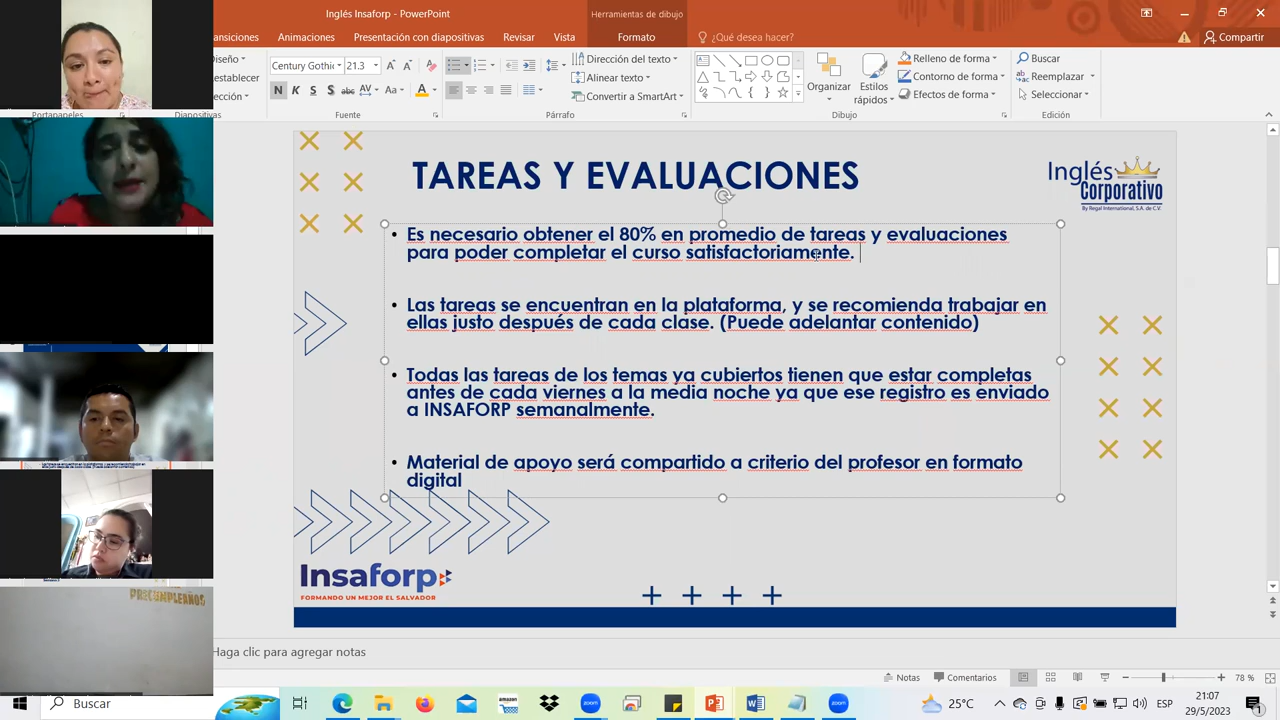 Inglés Insaforp - PowerPoint
Herramientas de dibujo
ansiciones
Animaciones
Presentación con diapositivas
Revisar
Vista
Formato
¿Qué desea hacer?
Compartir
Diseño
establecer
ección
Century Gothic
21.3
Dirección del texto
Alinear texto
Convertir a SmartArt
Organizar
Estilos
rápidos
Relleno de forma
Contorno de forma
Efectos de forma
Buscar
Reemplazar
Seleccionar
Portapapeles
Diapositivas
Fuente
Párrafo
Dibujo
Edición
TAREAS Y EVALUACIONES
Inglés
Corporativo
By Regal International, S.A. de C.V.
• Es necesario obtener el 80% en promedio de tareas y evaluaciones
para poder completar el curso satisfactoriamente.
• Las tareas se encuentran en la plataforma, y se recomienda trabajar en
ellas justo después de cada clase. (Puede adelantar contenido)
• Todas las tareas de los temas ya cubiertos tienen que estar completas
antes de cada viernes a la media noche ya que ese registro es enviado
a INSAFORP semanalmente.
• Material de apoyo será compartido a criterio del profesor en formato
digital
Insaforp
FORMANDO UN MEJOR EL SALVADOR
PRECUMPLEAÑOS
Haga clic para agregar notas
Notas
Comentarios
78 %
Buscar
25°C
ESP
21:07
29/5/2023